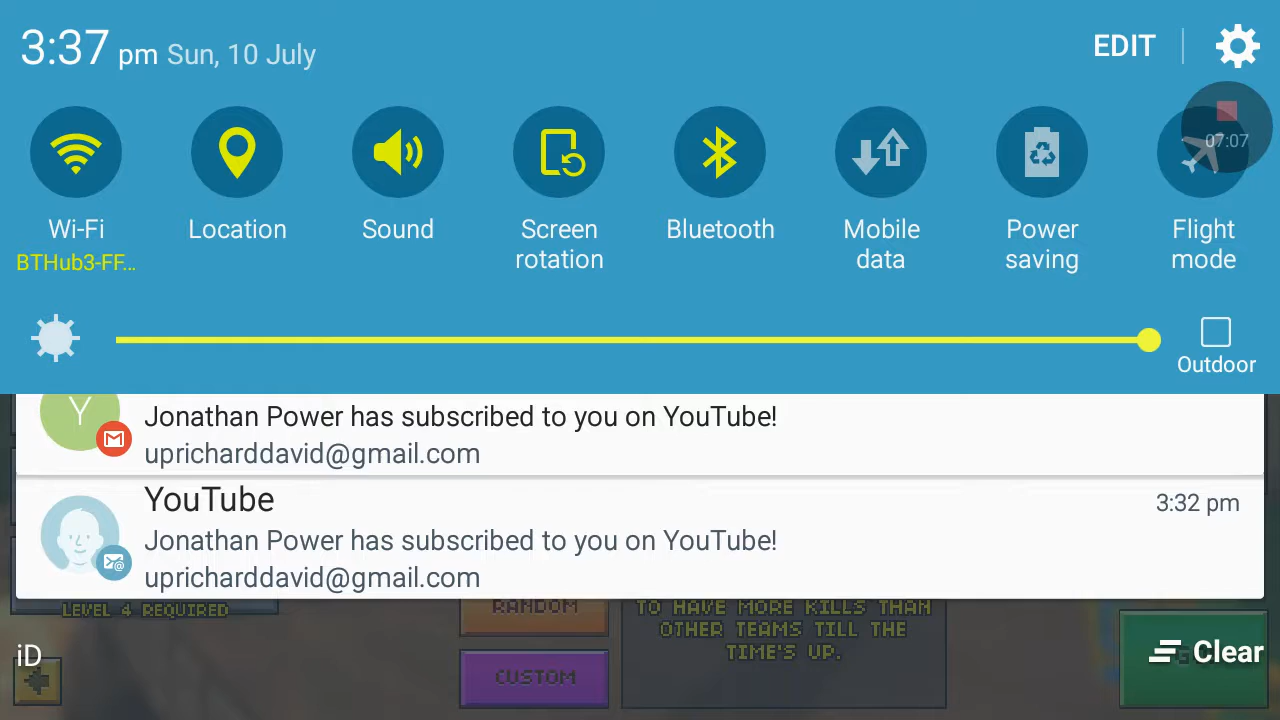 3:37 pm Sun, 10 July
EDIT
07:07
Wi-Fi
BTHub3-FF...
Location
Sound
Screen
rotation
Bluetooth
Mobile
data
Power
saving
Flight
mode
Outdoor
Y
Jonathan Power has subscribed to you on YouTube!
uppricharddavid@gmail.com
YouTube
3:32 pm
Jonathan Power has subscribed to you on YouTube!
upricharddavid@gmail.com
LEVEL 4 REQUIRED
RANDOM
CUSTOM
TO HAVE MORE KILLS THAN
OTHER TEAMS TILL THE
TIME'S UP.
iD
Clear